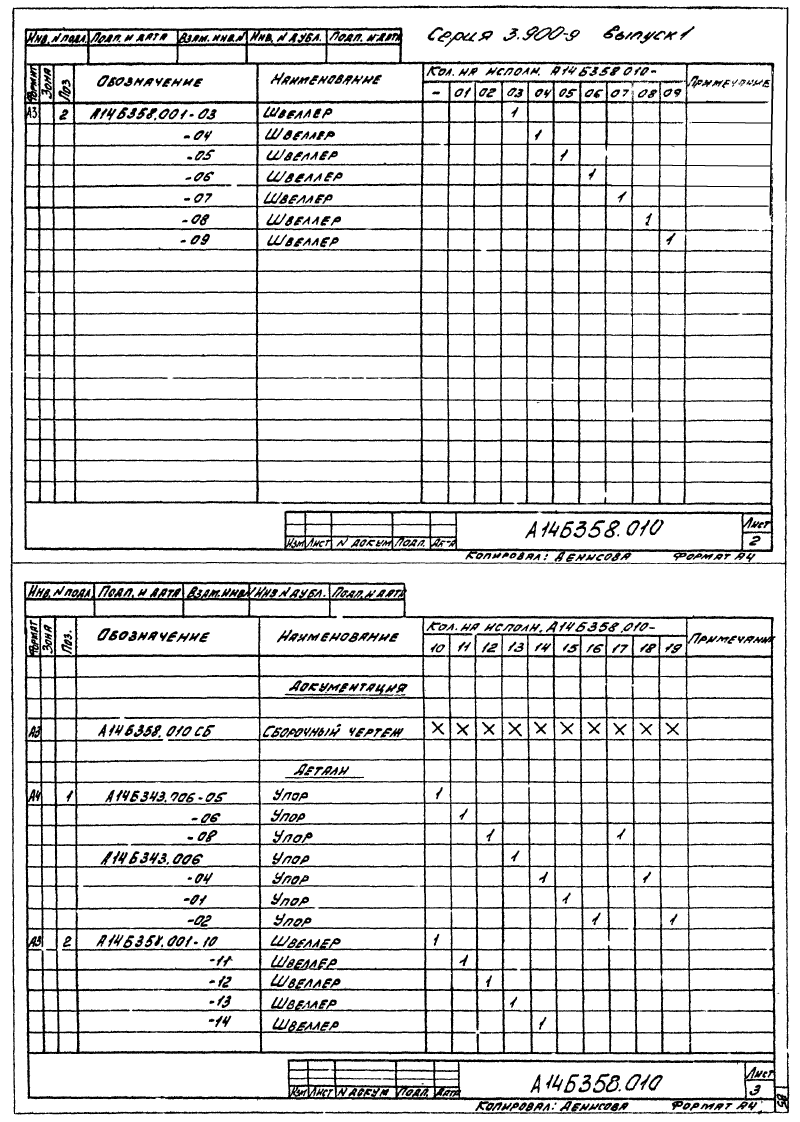 Инв. N подл. Подп. и дата Взам. инв. N Инв. N дубл. Подп. и дата Серия 3.900-9 Выпуск 1
Формат Зона Поз Обозначение Наименование Кол. на исполн. А14Б358.010- Примечание
- 01 02 03 04 05 06 07 08 09
А3 2 А14Б358.001-03 Швеллер 1
-04 Швеллер 1
-05 Швеллер 1
-06 Швеллер 1
-07 Швеллер 1
-08 Швеллер 1
-09 Швеллер 1
А14Б358.010 Лист
Изм Лист N докум Подп. Дата 2
Копировал: Денисова Формат А4
Инв. N подл Подп. и дата Взам. инв N Инв N дубл. Подп. и дата
Формат Зона Поз. Обозначение Наименование Кол. на исполн. А14Б358.010- Примечание
10 11 12 13 14 15 16 17 18 19
Документация
А3 А14Б358.010 СБ Сборочный чертеж X X X X X X X X X X
Детали
А4 1 А14Б343.706-05 Упор 1
-06 Упор 1
-08 Упор 1 1
А14Б343.006 Упор 1
-04 Упор 1 1
-01 Упор 1
-02 Упор 1 1
А3 2 А14Б358.001-10 Швеллер 1
-11 Швеллер 1
-12 Швеллер 1
-13 Швеллер 1
-14 Швеллер 1
А14Б358.010 Лист
Изм Лист N докум Подп. Дата 3
Копировал: Денисова Формат А4